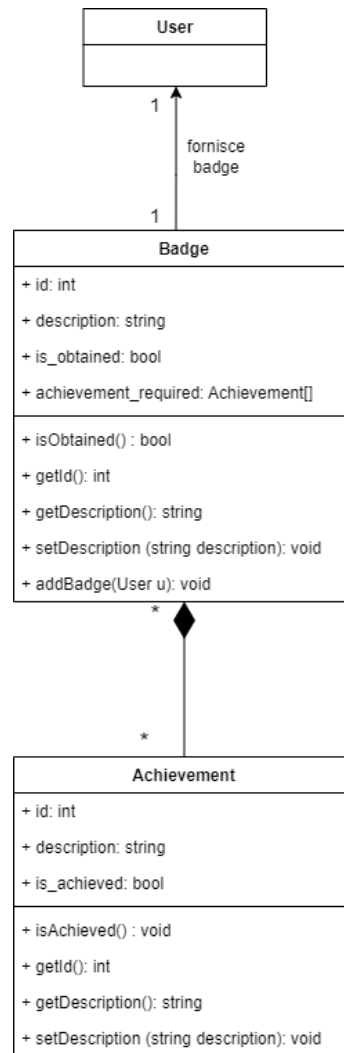 User
1
fornisce
badge
1
Badge
+ id: int
+ description: string
+ is_obtained: bool
+ achievement_required: Achievement[]
+ isObtained() : bool
+ getId(): int
+ getDescription(): string
+ setDescription (string description): void
+ addBadge(User u): void
*
*
Achievement
+ id: int
+ description: string
+ is_achieved: bool
+ isAchieved() : void
+ getId(): int
+ getDescription(): string
+ setDescription (string description): void